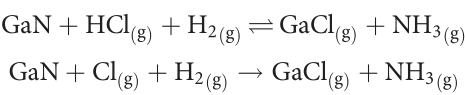 GaN + HCl(g) + H2(g) ⇌ GaCl(g) + NH3(g)
GaN + Cl(g) + H2(g) → GaCl(g) + NH3(g)